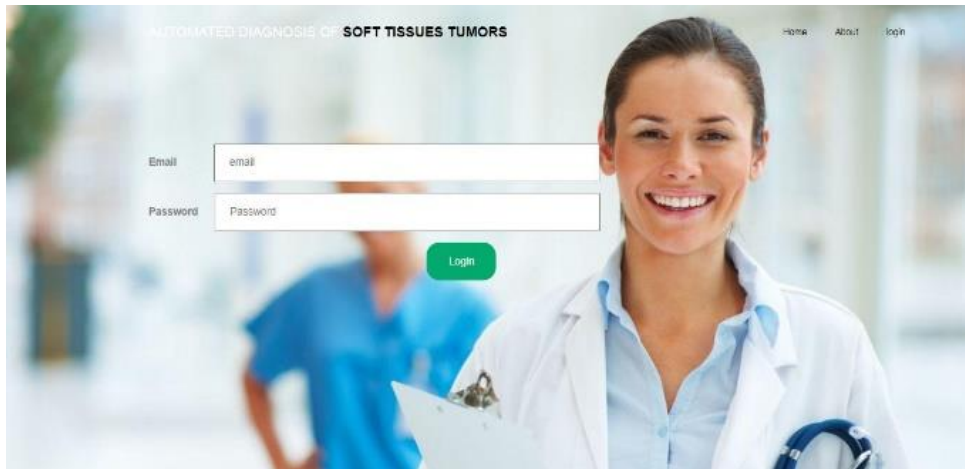 AUTOMATED DIAGNOSIS OF SOFT TISSUES TUMORS
Home About login
Email email
Password Password
Login